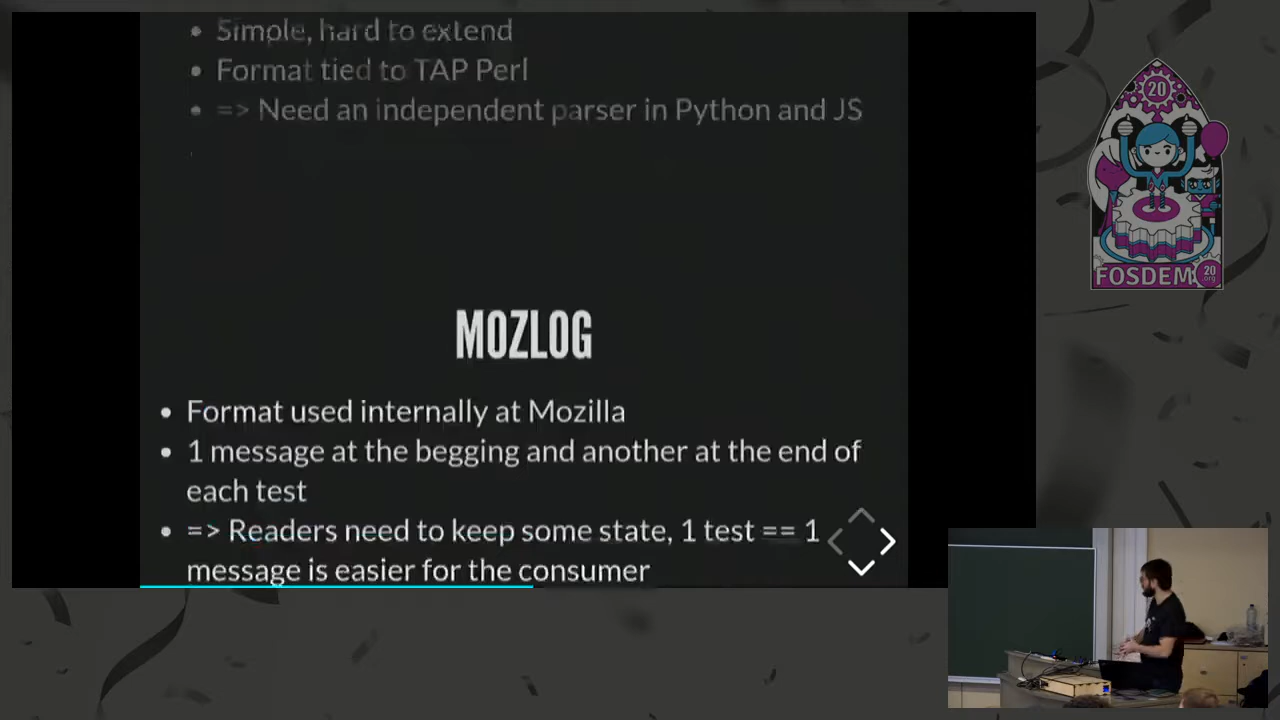 • Simple, hard to extend
• Format tied to TAP Perl
• => Need an independent parser in Python and JS
MOZLOG
• Format used internally at Mozilla
• 1 message at the begging and another at the end of
each test
• => Readers need to keep some state, 1 test == 1
message is easier for the consumer
20
FOSDEM 20
.org